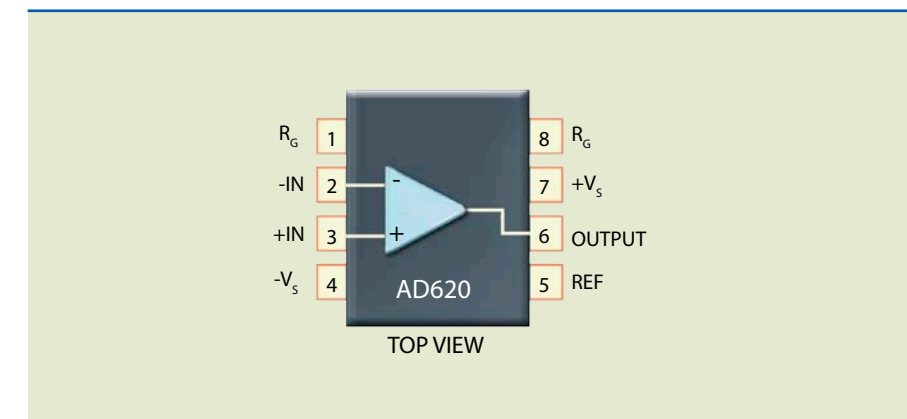 R_G 1 8 R_G
-IN 2 - 7 +V_S
+IN 3 + 6 OUTPUT
-V_S 4 AD620 5 REF
TOP VIEW